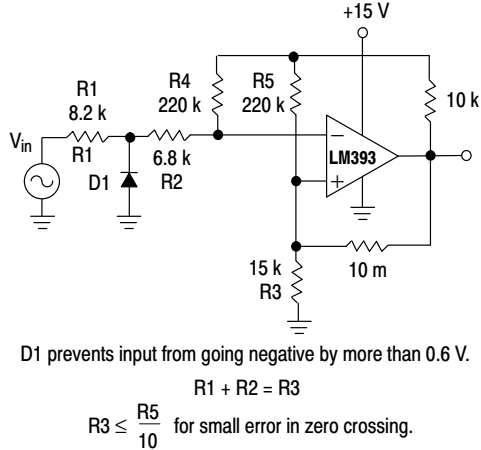 +15 V
R4
220 k
R5
220 k
10 k
R1
8.2 k
Vin
R1
6.8 k
R2
D1
−
LM393
+
15 k
R3
10 m
D1 prevents input from going negative by more than 0.6 V.
R1 + R2 = R3
R3 ≤ R5/10 for small error in zero crossing.